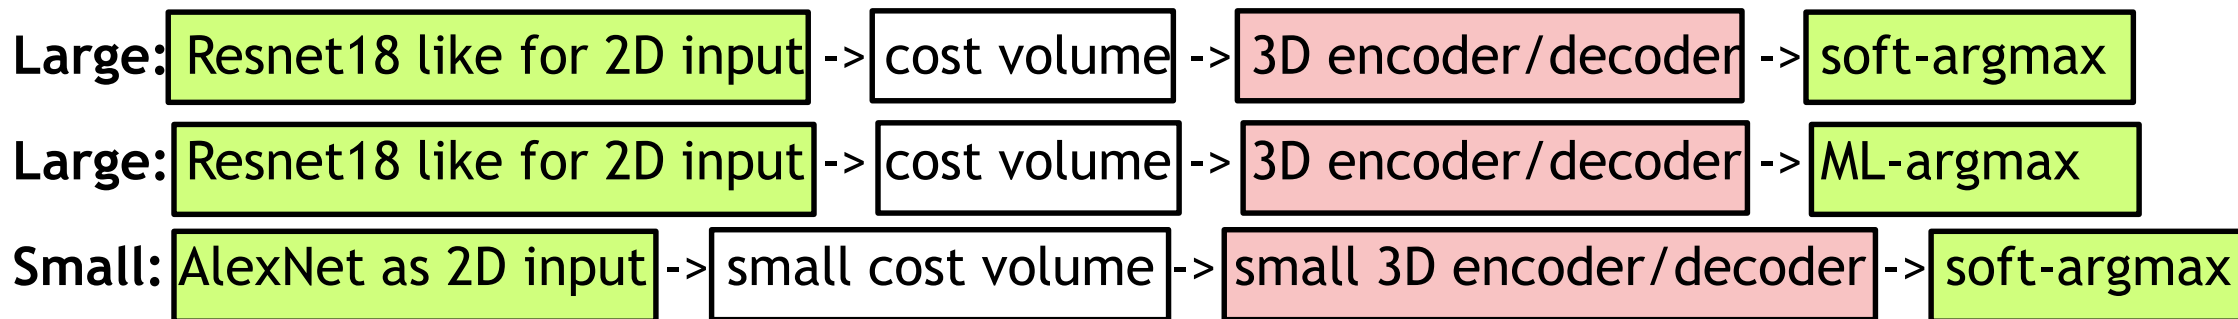 Large: Resnet18 like for 2D input -> cost volume -> 3D encoder/decoder -> soft-argmax
Large: Resnet18 like for 2D input -> cost volume -> 3D encoder/decoder -> ML-argmax
Small: AlexNet as 2D input -> small cost volume -> small 3D encoder/decoder -> soft-argmax